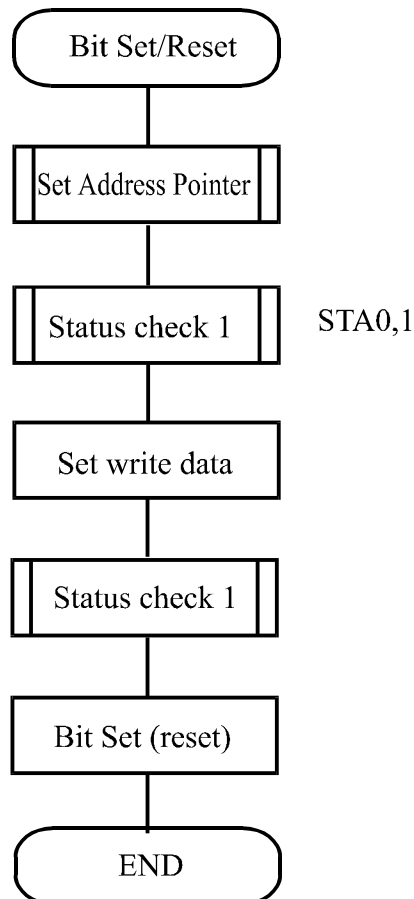 Bit Set/Reset
Set Address Pointer
Status check 1
STA0,1
Set write data
Status check 1
Bit Set (reset)
END